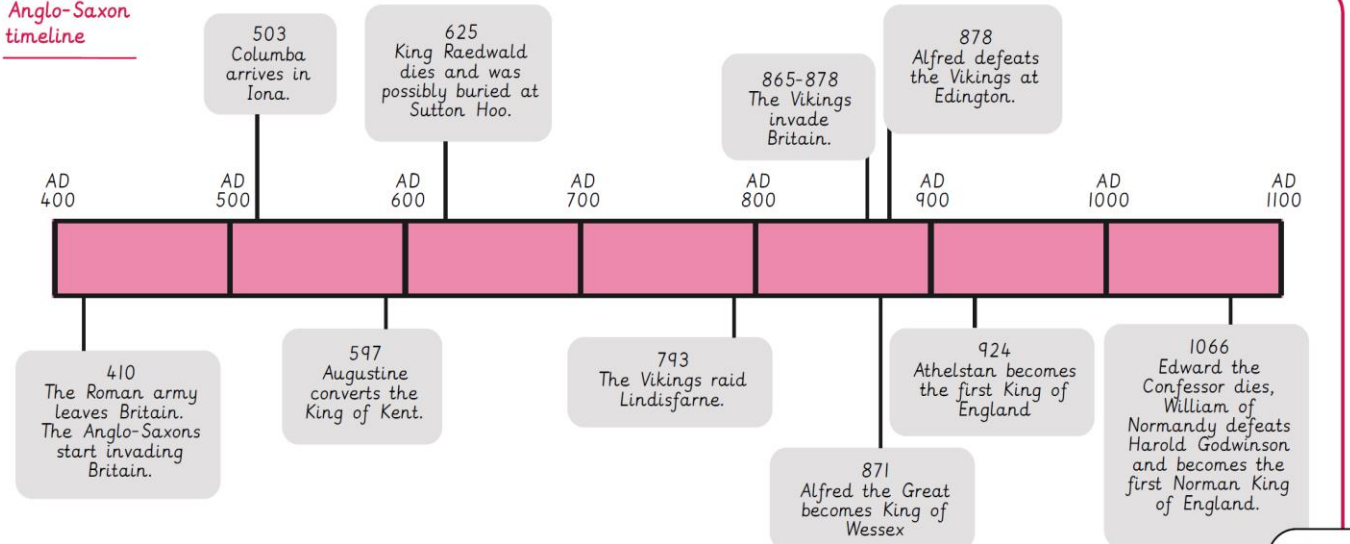 Anglo-Saxon
timeline
503
Columba
arrives in
Iona.
625
King Raedwald
dies and was
possibly buried at
Sutton Hoo.
865-878
The Vikings
invade
Britain.
878
Alfred defeats
the Vikings at
Edington.
AD
400
AD
500
AD
600
AD
700
AD
800
AD
900
AD
1000
AD
1100
410
The Roman army
leaves Britain.
The Anglo-Saxons
start invading
Britain.
597
Augustine
converts the
King of Kent.
793
The Vikings raid
Lindisfarne.
871
Alfred the Great
becomes King of
Wessex
924
Athelstan becomes
the first King of
England
1066
Edward the
Confessor dies,
William of
Normandy defeats
Harold Godwinson
and becomes the
first Norman King
of England.